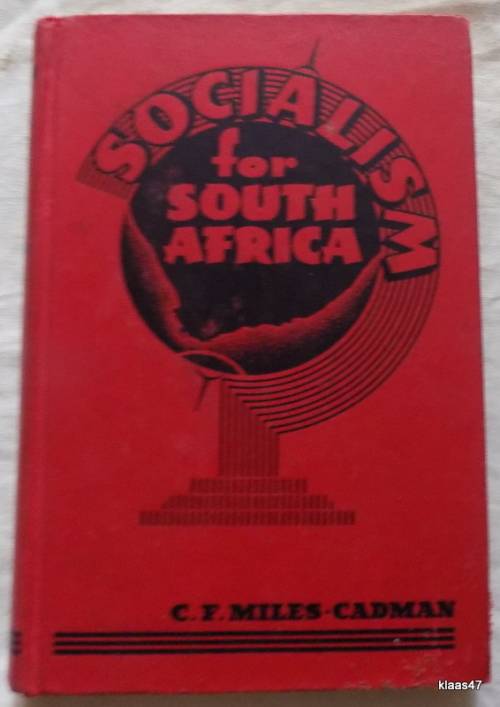 SOCIALISM
for
SOUTH
AFRICA
C. F. MILES-CADMAN
klaas47